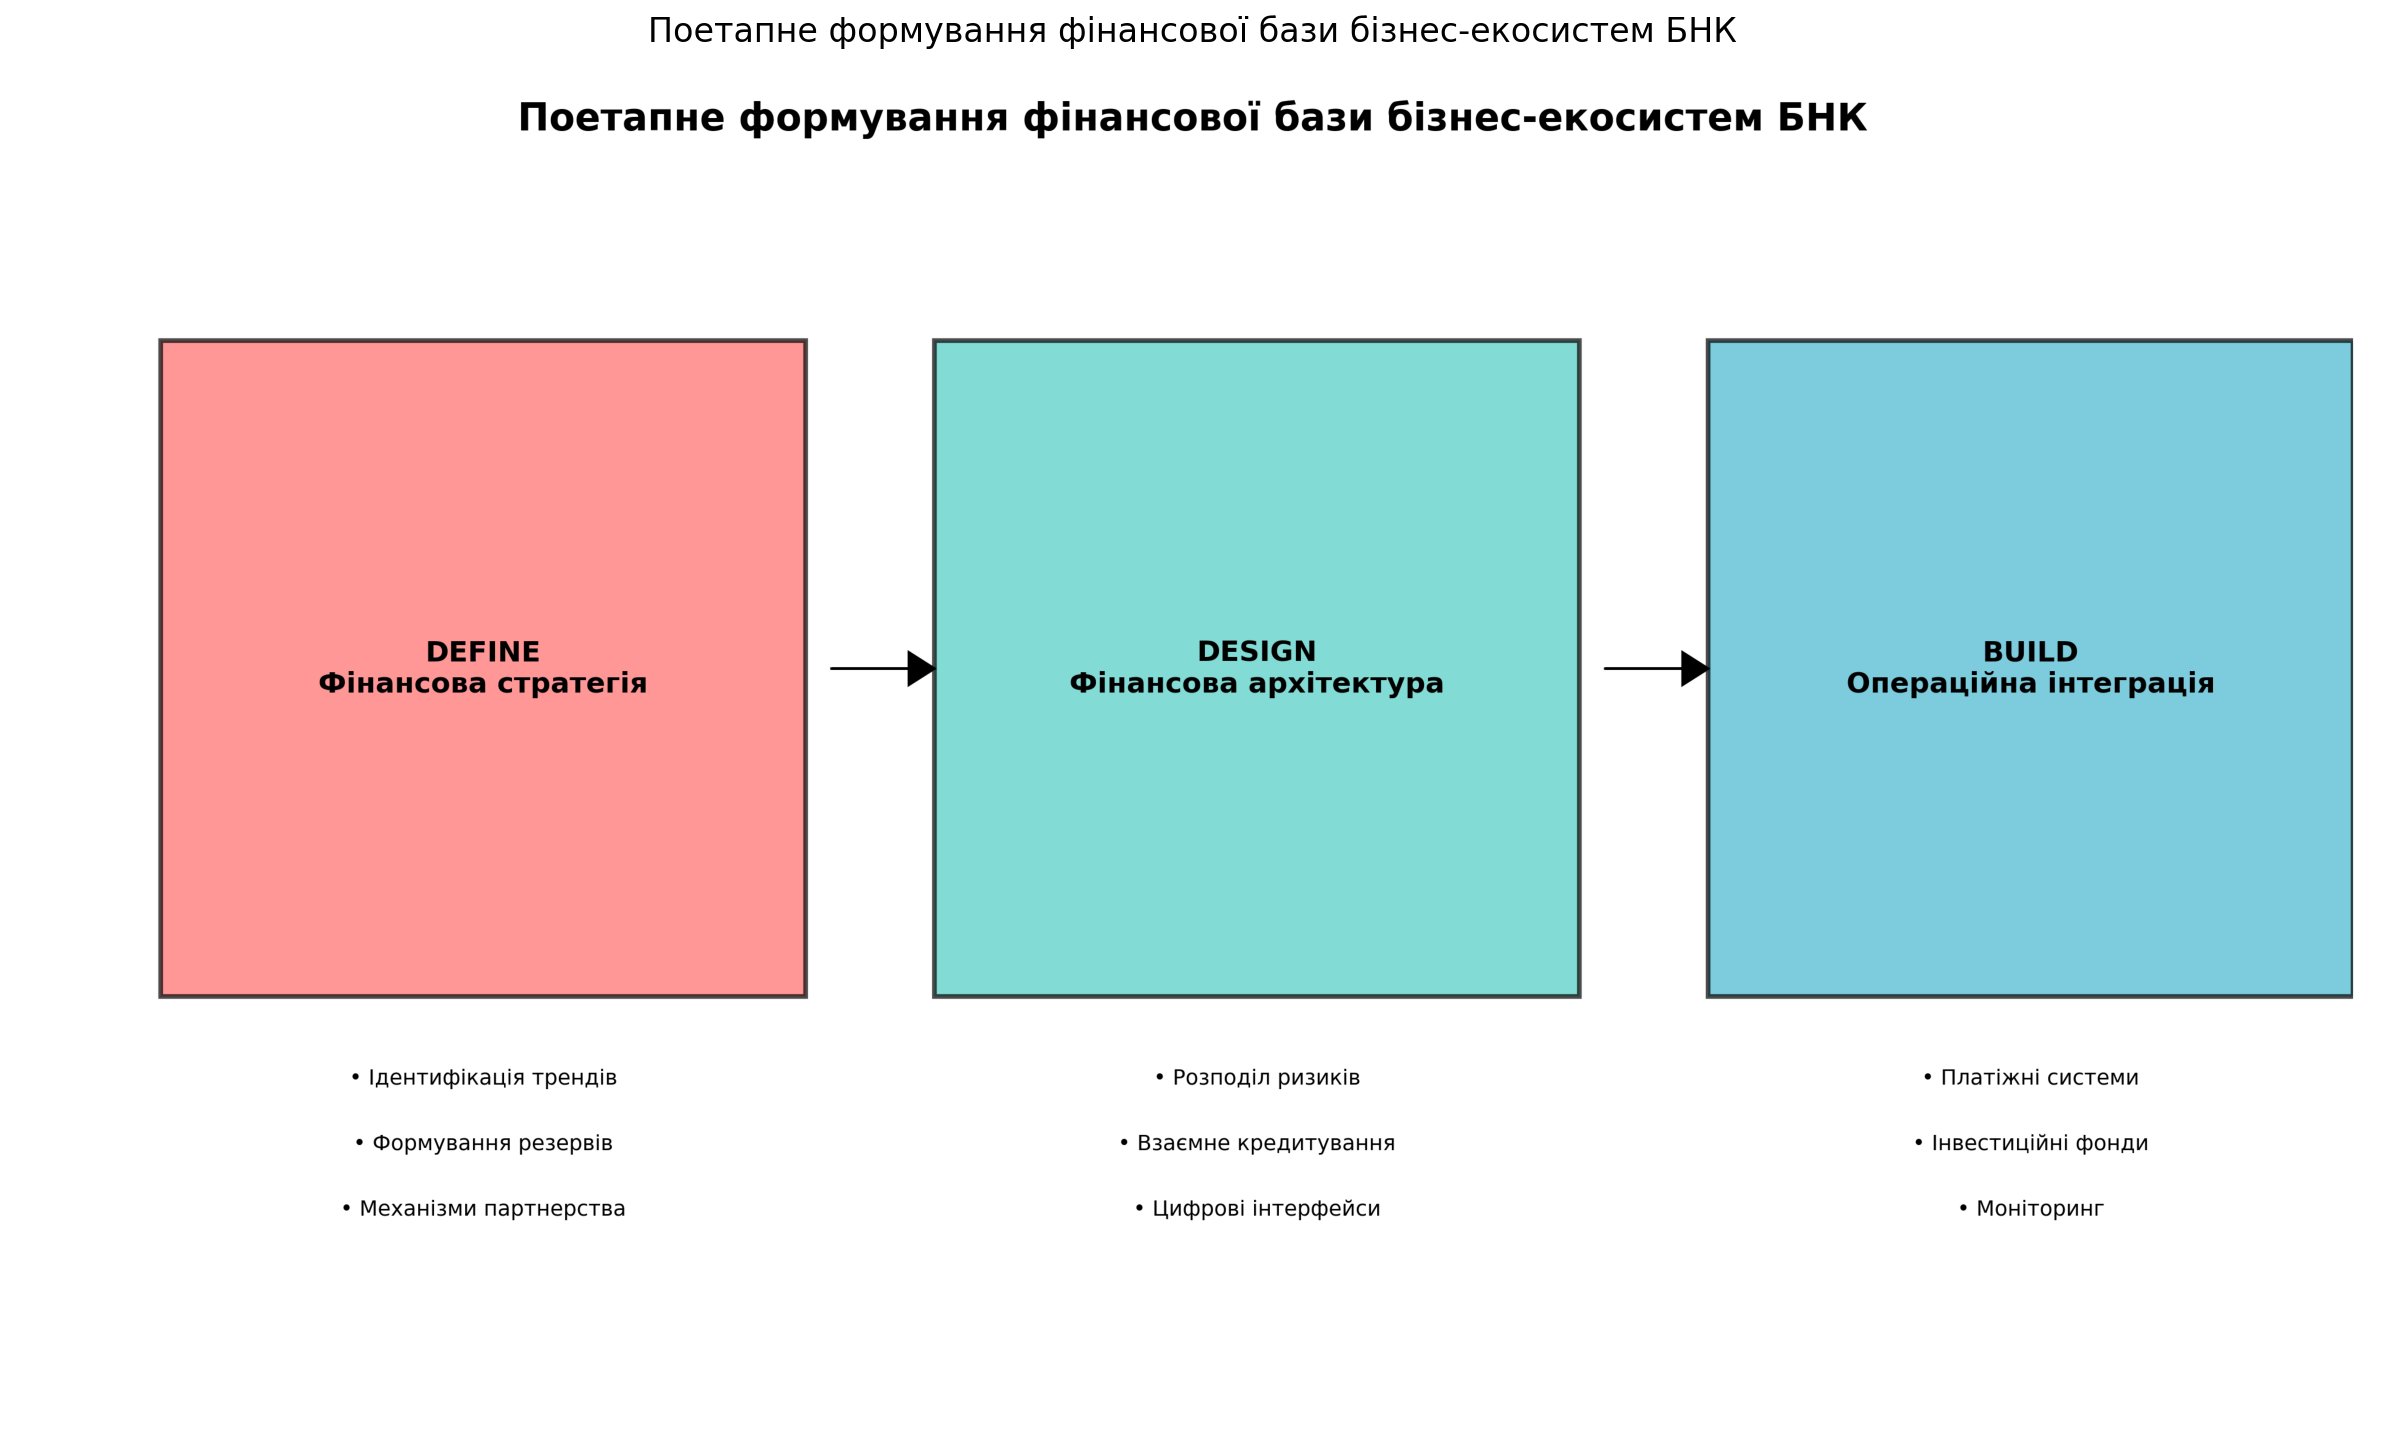 Поетапне формування фінансової бази бізнес-екосистем БНК
Поетапне формування фінансової бази бізнес-екосистем БНК
DEFINE
Фінансова стратегія
DESIGN
Фінансова архітектура
BUILD
Операційна інтеграція
• Ідентифікація трендів
• Формування резервів
• Механізми партнерства
• Розподіл ризиків
• Взаємне кредитування
• Цифрові інтерфейси
• Платіжні системи
• Інвестиційні фонди
• Моніторинг